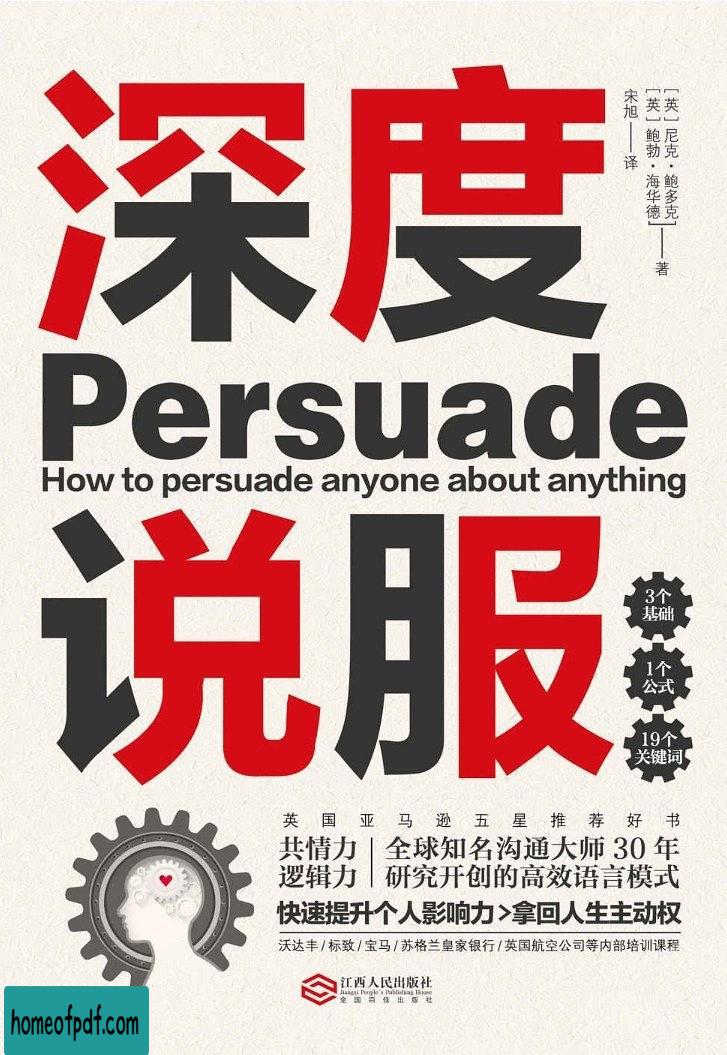 深度
[英]尼克·鲍多克
[英]鲍勃·海华德
——著
宋旭——译
Persuade
How to persuade anyone about anything
说服
3个
基础
1个
公式
19个
关键词
英国亚马逊五星推荐好书
共情力|全球知名沟通大师30年
逻辑力|研究开创的高效语言模式
快速提升个人影响力>拿回人生主动权
沃达丰/标致/宝马/苏格兰皇家银行/英国航空公司等内部培训课程
江西人民出版社
Jiangxi People's Publishing House
全国百佳出版社
homeofpdf.com